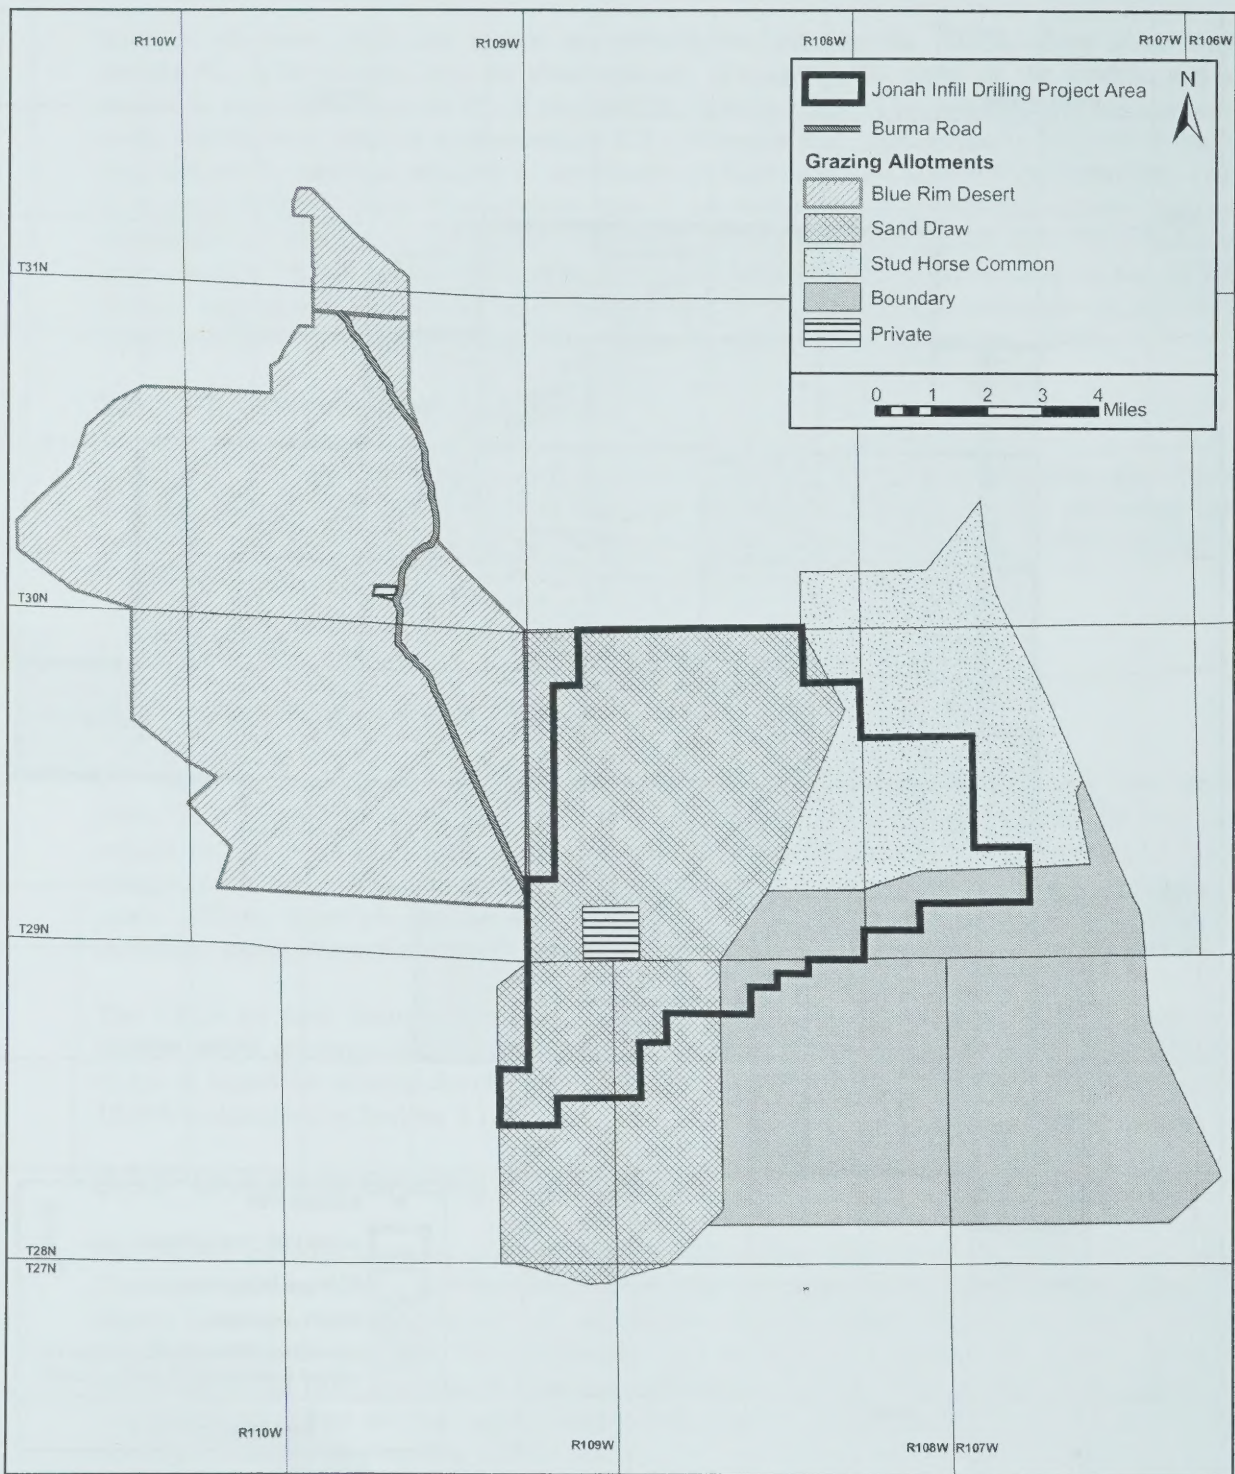 R110W
R109W
R108W
R107W R106W
Jonah Infill Drilling Project Area
N
Burma Road
Grazing Allotments
Blue Rim Desert
Sand Draw
Stud Horse Common
Boundary
Private
0 1 2 3 4
Miles
T31N
T30N
T29N
T28N
T27N
R110W
R109W
R108W R107W